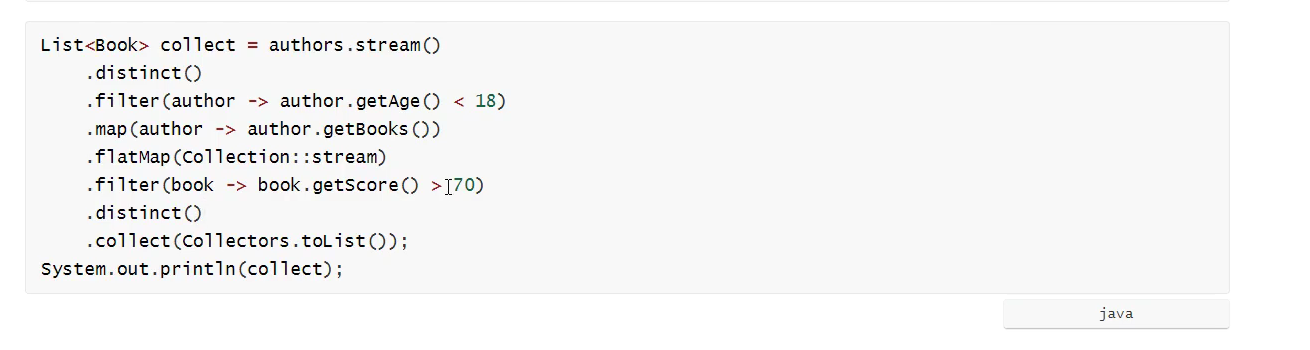 List<Book> collect = authors.stream()
    .distinct()
    .filter(author -> author.getAge() < 18)
    .map(author -> author.getBooks())
    .flatMap(Collection::stream)
    .filter(book -> book.getScore() > 70)
    .distinct()
    .collect(Collectors.toList());
System.out.println(collect);
java